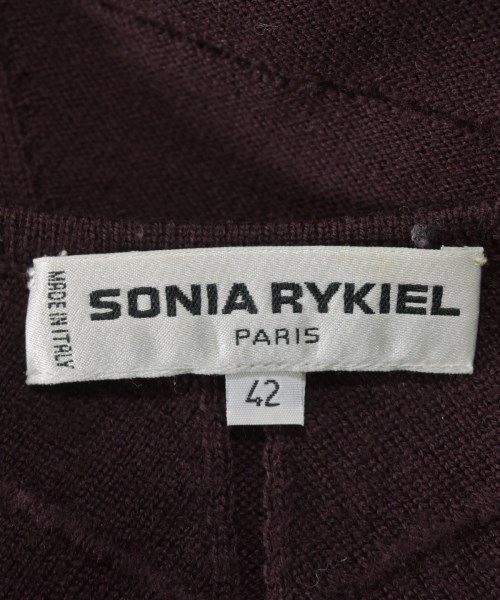 MADE IN ITALY
SONIA RYKIEL
PARIS
42